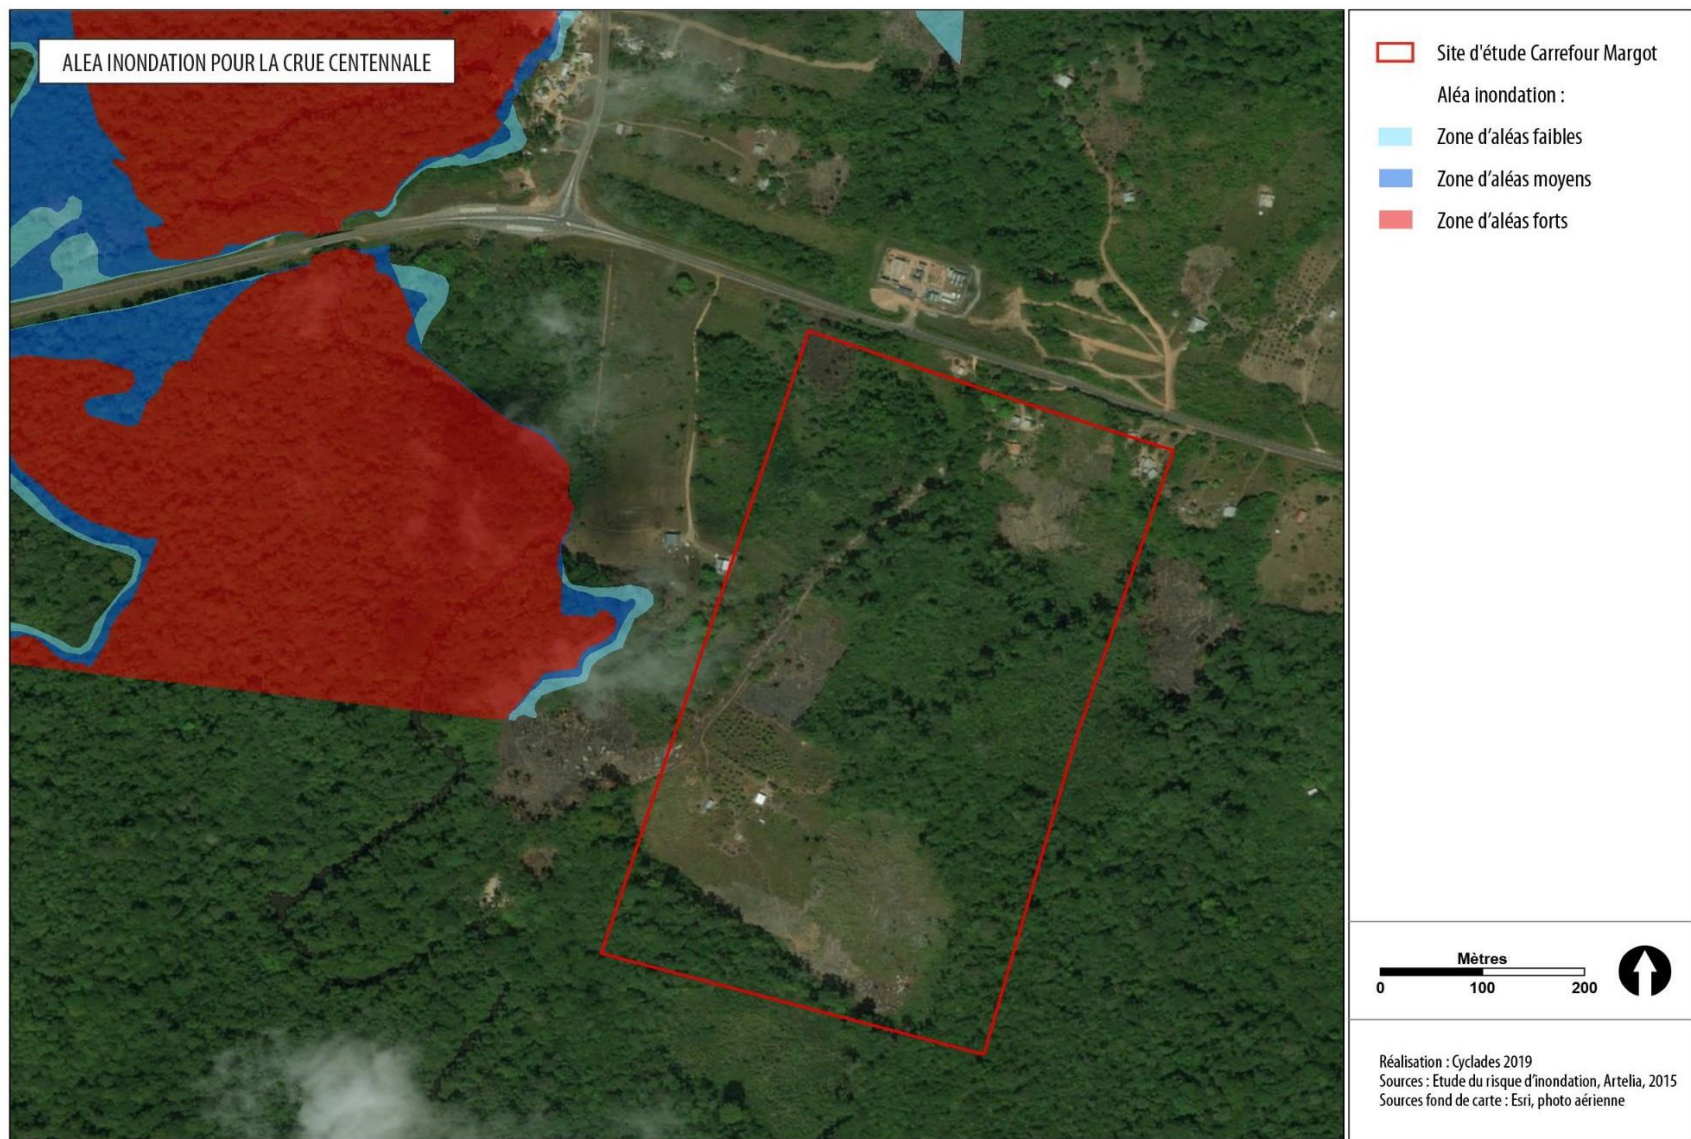 ALEA INONDATION POUR LA CRUE CENTENNALE
Site d'étude Carrefour Margot
Aléa inondation :
Zone d'aléas faibles
Zone d'aléas moyens
Zone d'aléas forts
Mètres
0 100 200
Réalisation : Cyclades 2019
Sources : Etude du risque d'inondation, Artelia, 2015
Sources fond de carte : Esri, photo aérienne